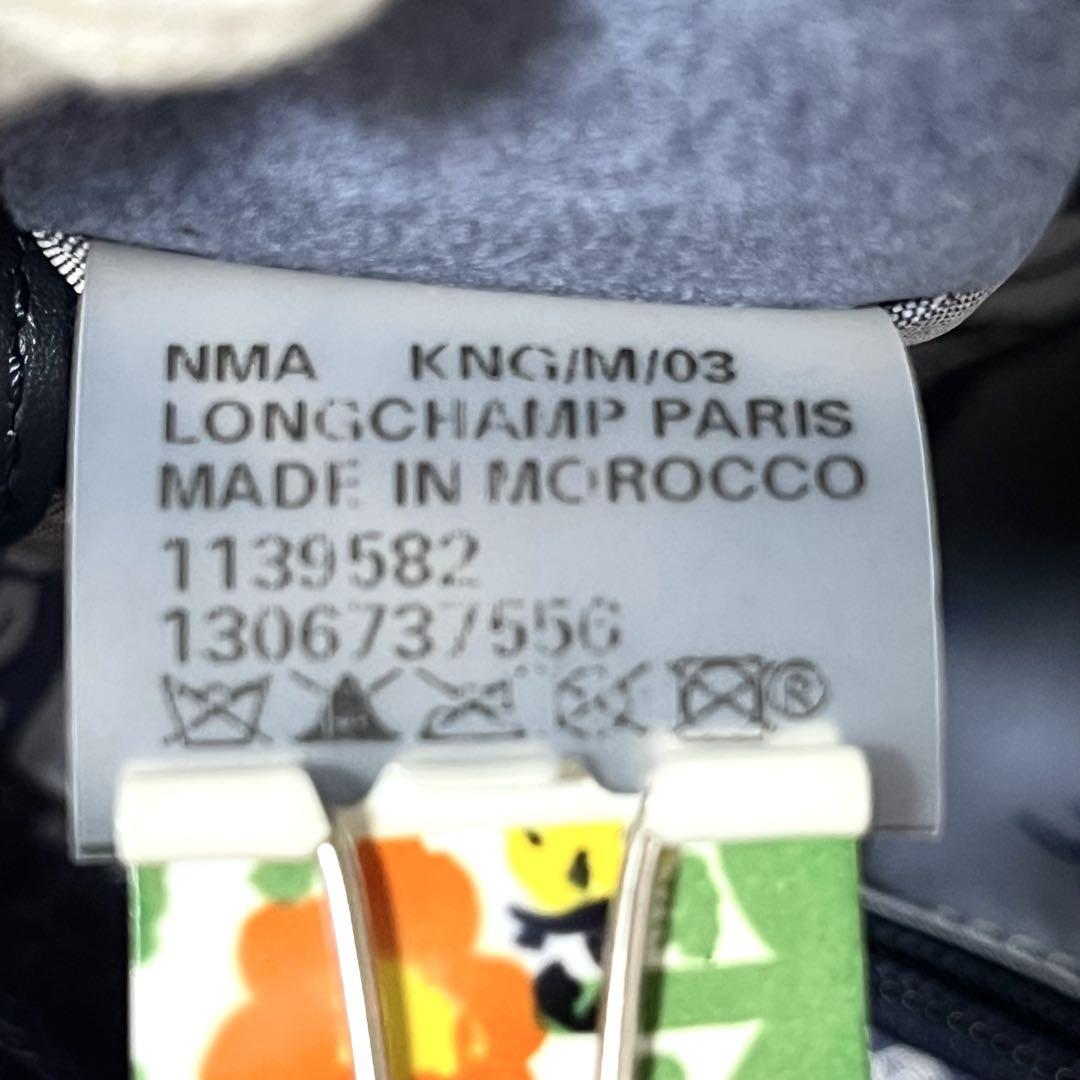 NMA KNG/M/03
LONGCHAMP PARIS
MADE IN MOROCCO
1139582
1306737556
®